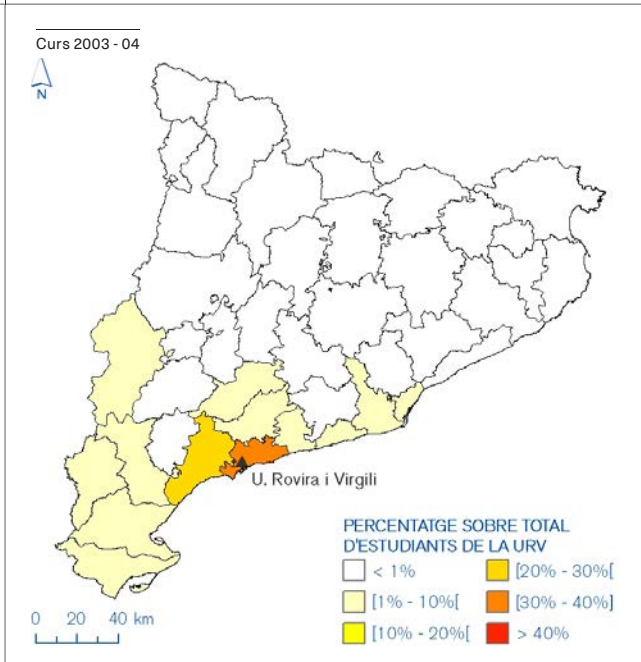 Curs 2003 - 04
N
U. Rovira i Virgili
PERCENTATGE SOBRE TOTAL
D'ESTUDIANTS DE LA URV
< 1%
[1% - 10%[
[10% - 20%[
[20% - 30%[
[30% - 40%]
> 40%
0 20 40 km